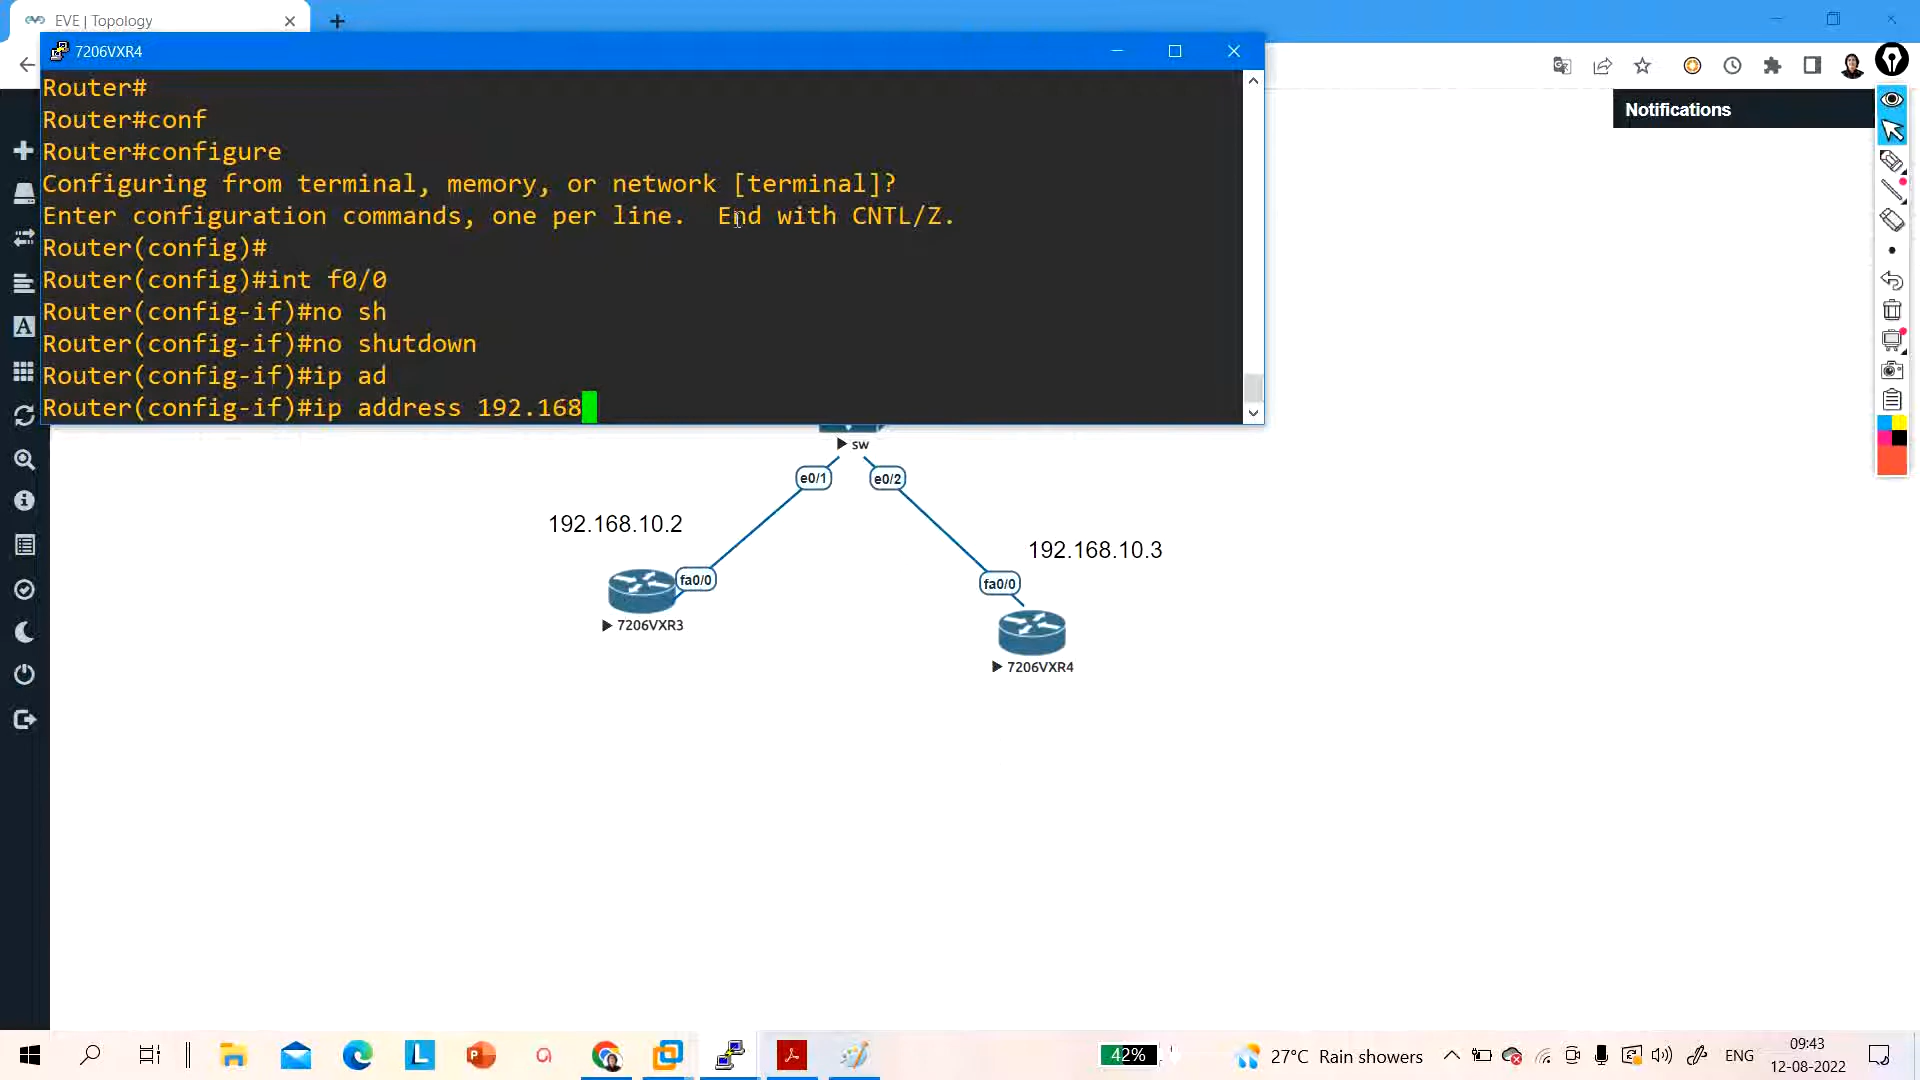 EVE | Topology
7206VXR4
Router#
Router#conf
Router#configure
Configuring from terminal, memory, or network [terminal]?
Enter configuration commands, one per line.  End with CNTL/Z.
Router(config)#
Router(config)#int f0/0
Router(config-if)#no sh
Router(config-if)#no shutdown
Router(config-if)#ip ad
Router(config-if)#ip address 192.168
Notifications
sw
e0/1
e0/2
192.168.10.2
192.168.10.3
fa0/0
fa0/0
7206VXR3
7206VXR4
42%
27°C Rain showers
ENG
09:43
12-08-2022